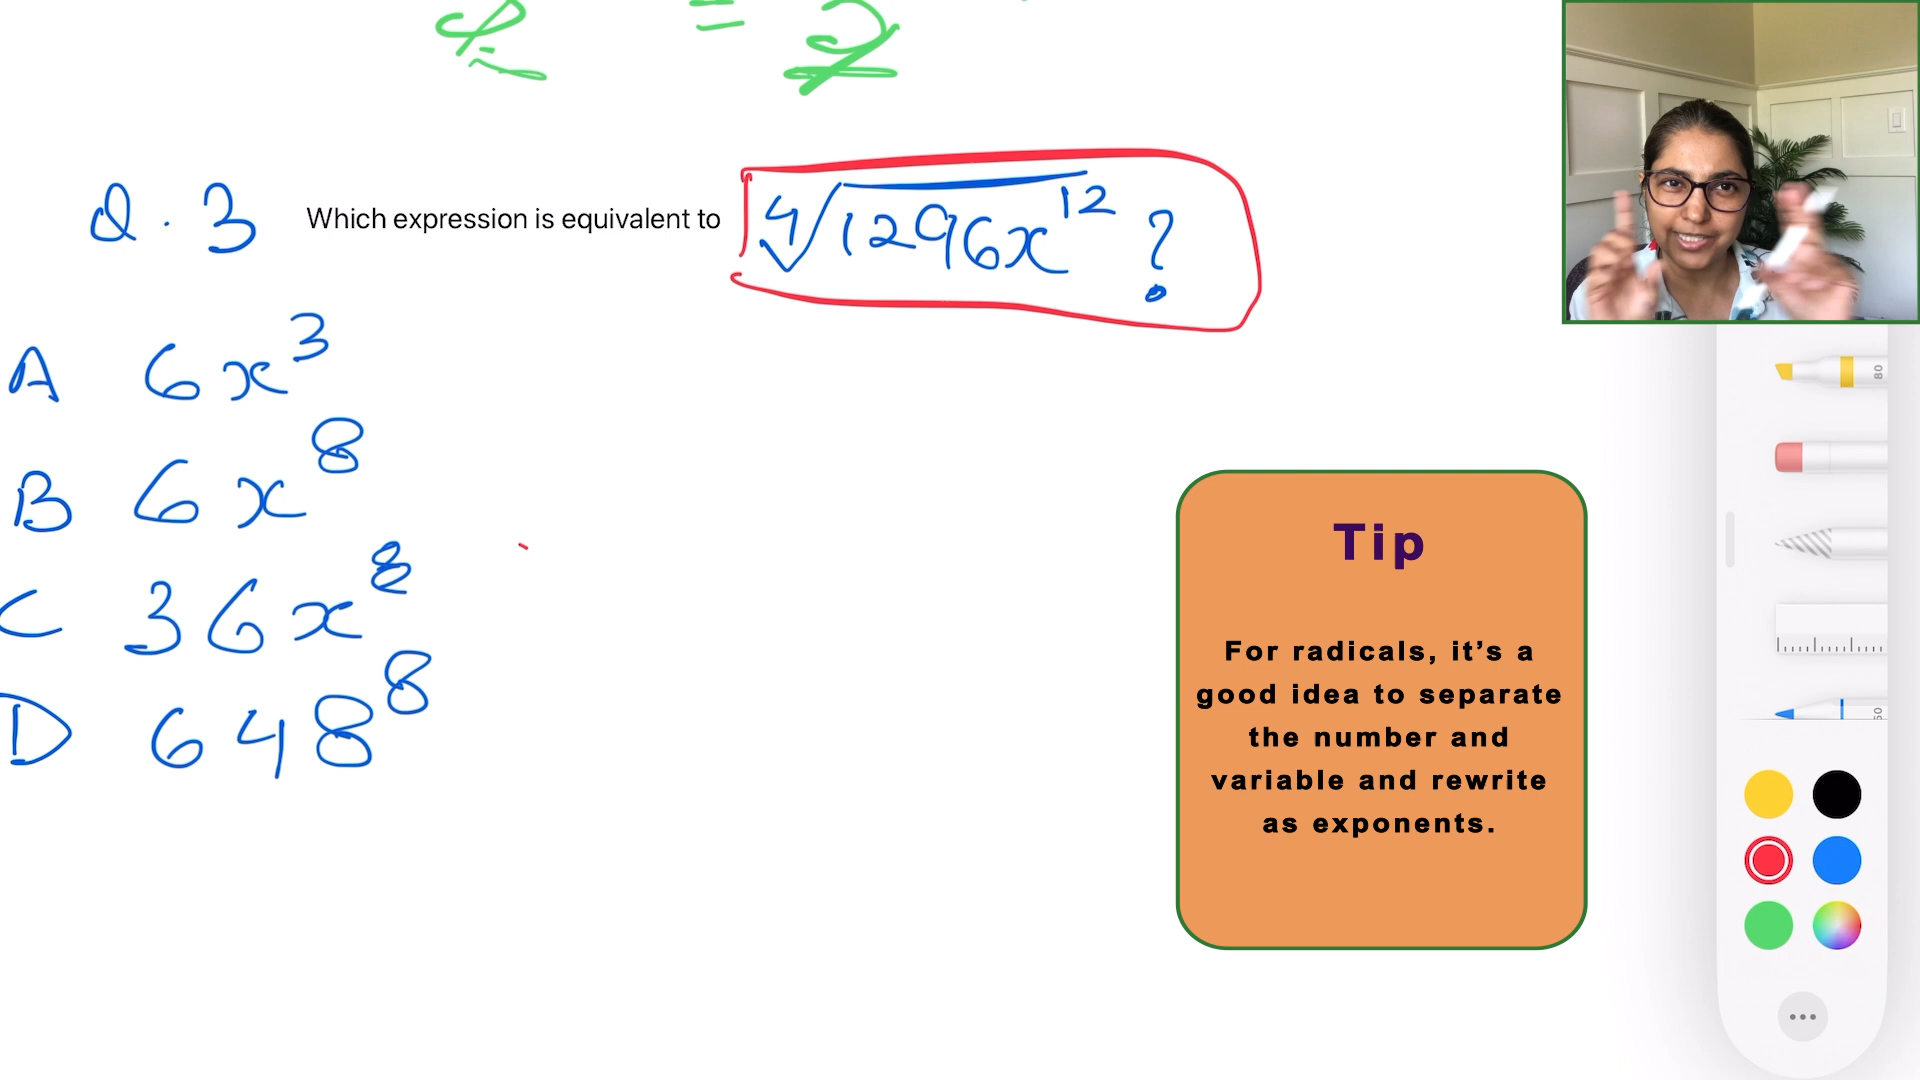 = 2
Q.3 Which expression is equivalent to ∜1296x¹² ?
A 6x³
B 6x⁸
C 36x⁸
D 648⁸
Tip
For radicals, it’s a
good idea to separate
the number and
variable and rewrite
as exponents.
80
50